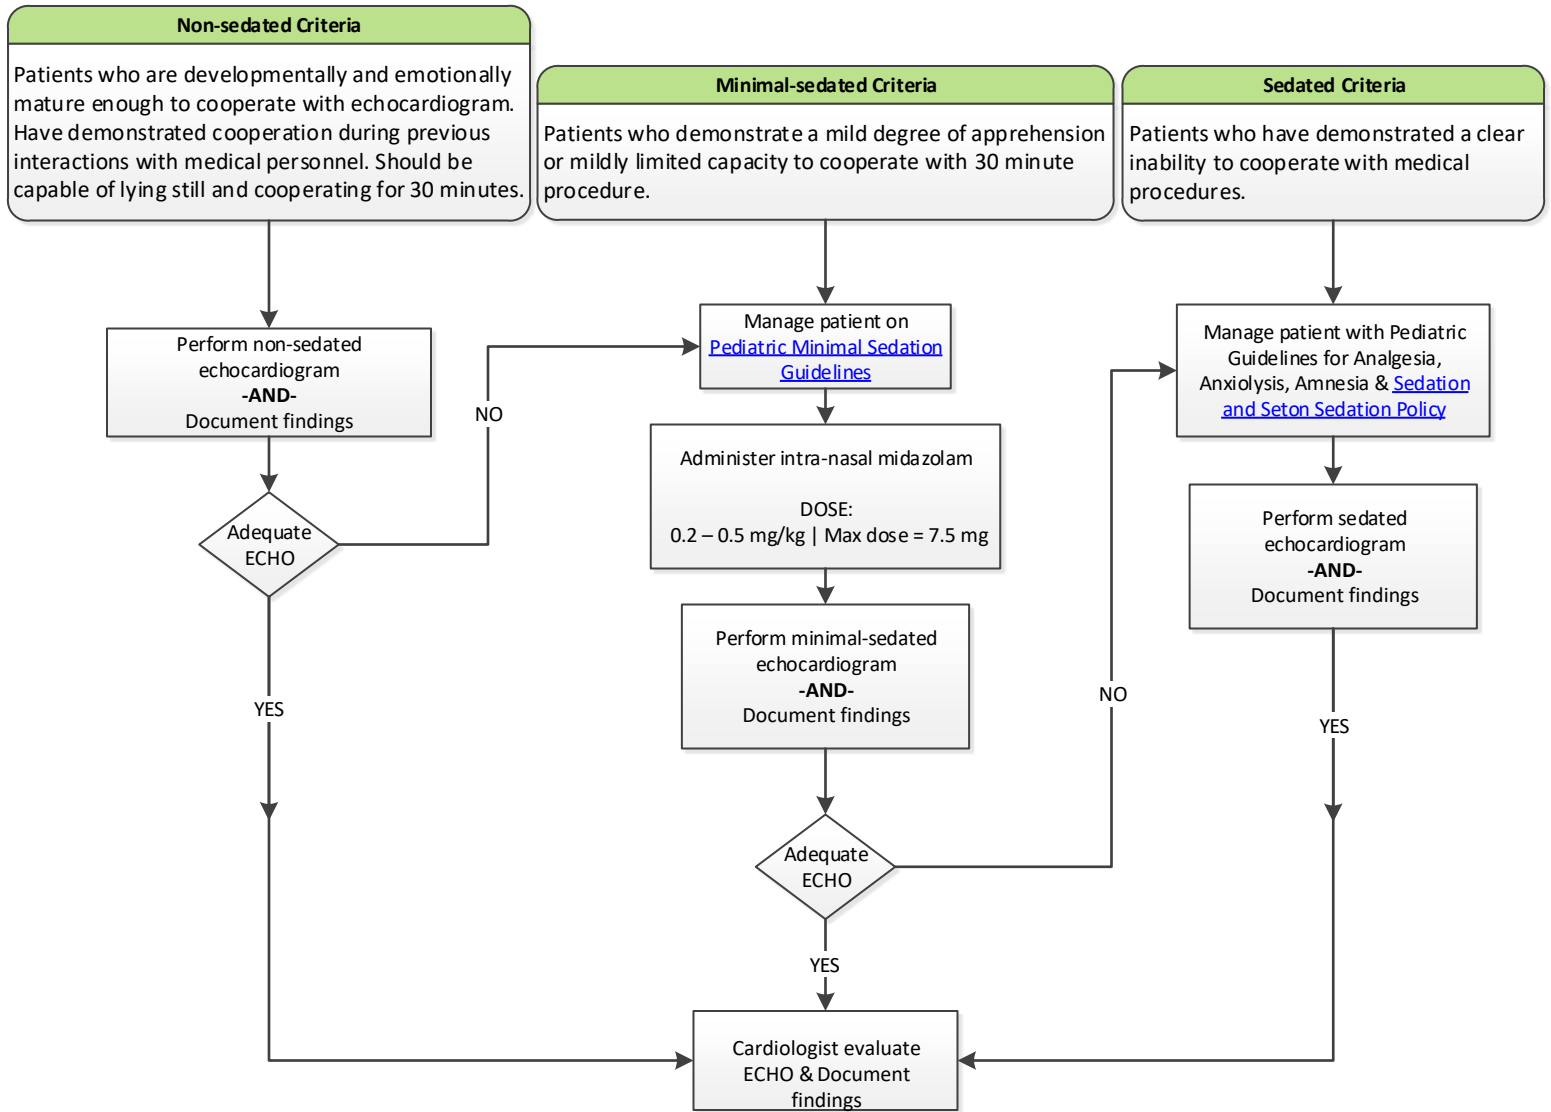 Non-sedated Criteria
Patients who are developmentally and emotionally
mature enough to cooperate with echocardiogram.
Have demonstrated cooperation during previous
interactions with medical personnel. Should be
capable of lying still and cooperating for 30 minutes.
Minimal-sedated Criteria
Patients who demonstrate a mild degree of apprehension
or mildly limited capacity to cooperate with 30 minute
procedure.
Sedated Criteria
Patients who have demonstrated a clear
inability to cooperate with medical
procedures.
Perform non-sedated
echocardiogram
-AND-
Document findings
Adequate
ECHO
NO
YES
Manage patient on
Pediatric Minimal Sedation
Guidelines
Administer intra-nasal midazolam
DOSE:
0.2 – 0.5 mg/kg | Max dose = 7.5 mg
Perform minimal-sedated
echocardiogram
-AND-
Document findings
Adequate
ECHO
NO
YES
Manage patient with Pediatric
Guidelines for Analgesia,
Anxiolysis, Amnesia & Sedation
and Seton Sedation Policy
Perform sedated
echocardiogram
-AND-
Document findings
YES
Cardiologist evaluate
ECHO & Document
findings